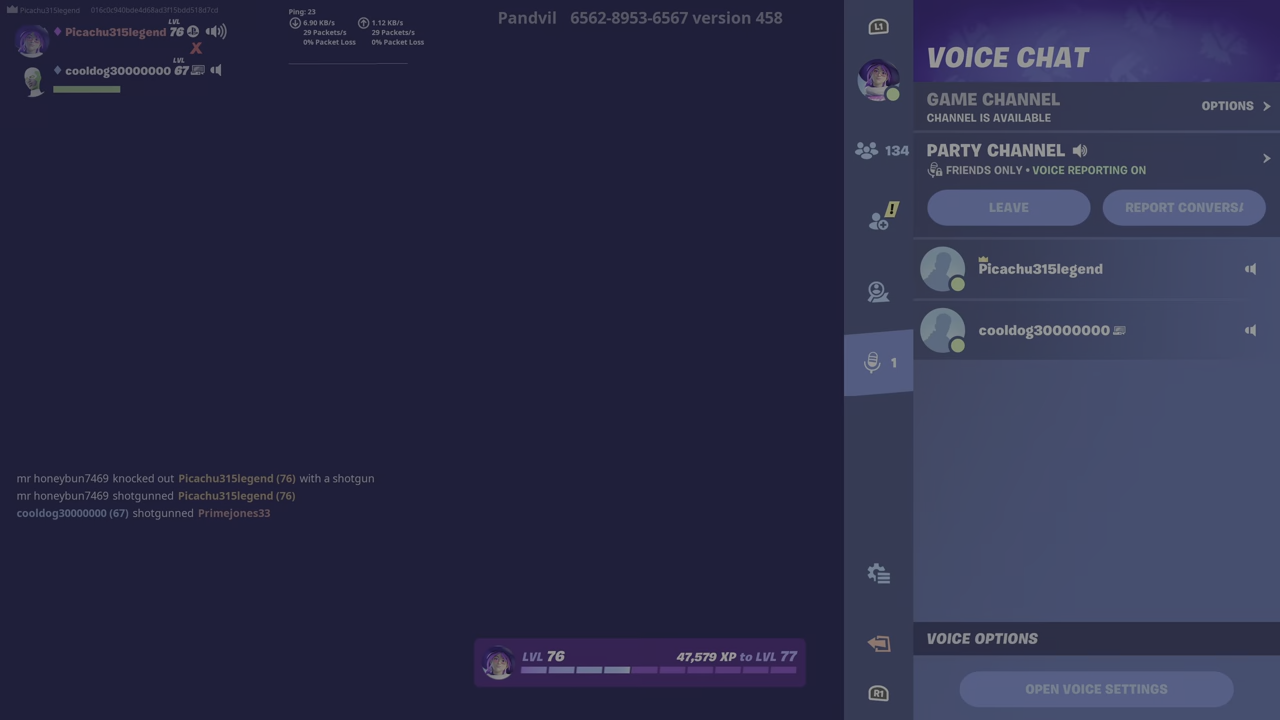 Picachu315legend
LVL
Picachu315legend 76
X
LVL
cooldog30000000 67
Ping: 23
6.90 KB/s 1.12 KB/s
29 Packets/s 29 Packets/s
0% Packet Loss 0% Packet Loss
Pandvil 6562-8953-6567 version 458
mr honeybun7469 knocked out Picachu315legend (76) with a shotgun
mr honeybun7469 shotgunned Picachu315legend (76)
cooldog30000000 (67) shotgunned Primejones33
LVL 76 47,579 XP to LVL 77
L1
134
!
1
R1
VOICE CHAT
GAME CHANNEL
CHANNEL IS AVAILABLE
OPTIONS
PARTY CHANNEL
FRIENDS ONLY • VOICE REPORTING ON
LEAVE
REPORT CONVERSA
Picachu315legend
cooldog30000000
VOICE OPTIONS
OPEN VOICE SETTINGS